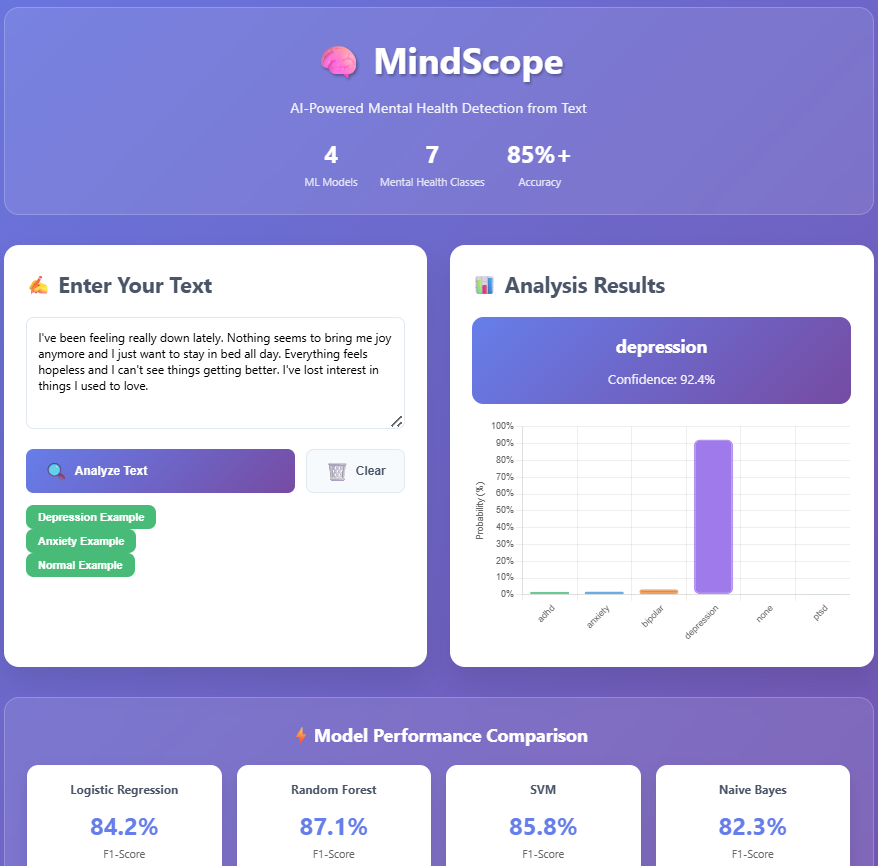 MindScope
AI-Powered Mental Health Detection from Text
4
ML Models
7
Mental Health Classes
85%+
Accuracy
Enter Your Text
I've been feeling really down lately. Nothing seems to bring me joy
anymore and I just want to stay in bed all day. Everything feels
hopeless and I can't see things getting better. I've lost interest in
things I used to love.
Analyze Text
Clear
Depression Example
Anxiety Example
Normal Example
Analysis Results
depression
Confidence: 92.4%
Probability (%)
100%
90%
80%
70%
60%
50%
40%
30%
20%
10%
0%
adhd
anxiety
bipolar
depression
none
ptsd
Model Performance Comparison
Logistic Regression
84.2%
F1-Score
Random Forest
87.1%
F1-Score
SVM
85.8%
F1-Score
Naive Bayes
82.3%
F1-Score